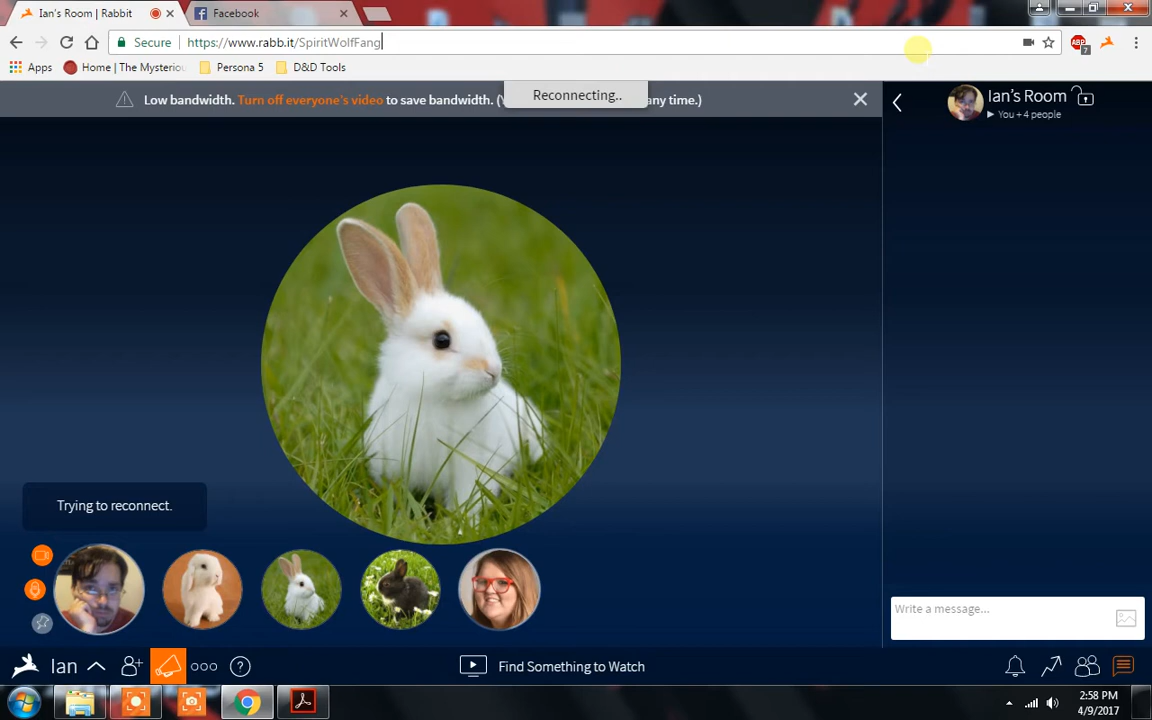 Ian's Room | Rabbit
Facebook
Secure
https://www.rabb.it/SpiritWolfFang
ABP
7
Apps
Home | The Mysteriou
Persona 5
D&D Tools
Low bandwidth. Turn off everyone's video to save bandwidth. (
any time.)
Reconnecting..
Ian's Room
You + 4 people
Trying to reconnect.
Write a message...
Ian
Find Something to Watch
2:58 PM
4/9/2017